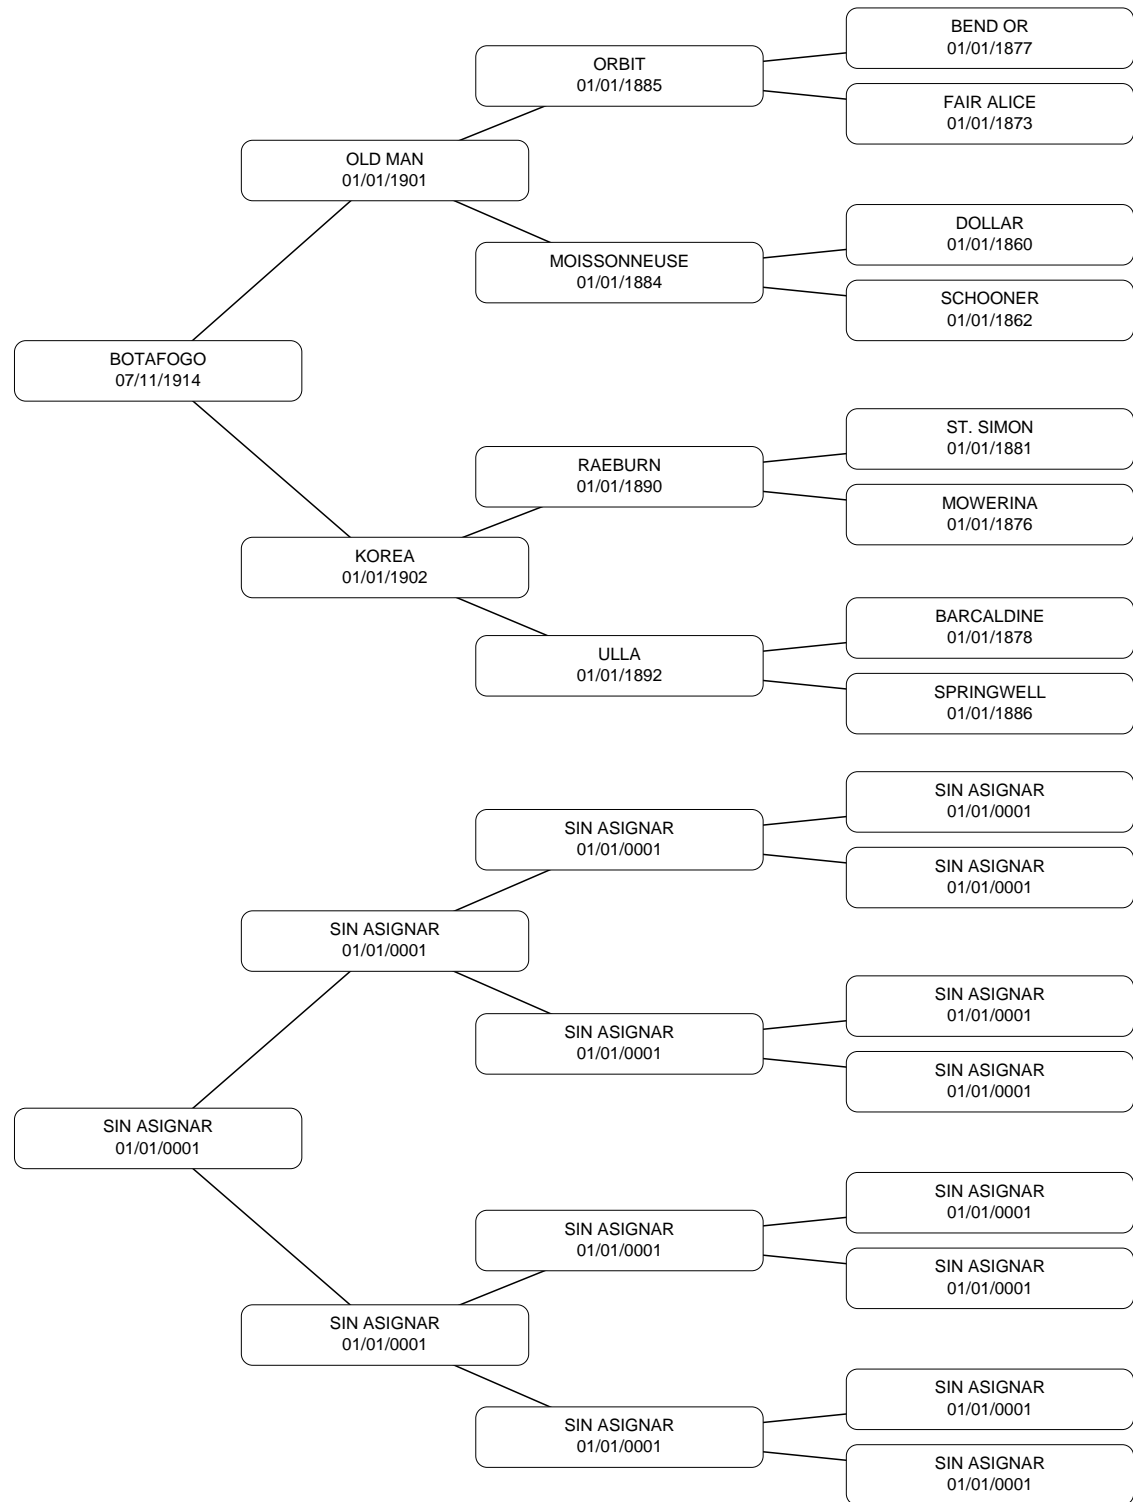 BEND OR
01/01/1877
ORBIT
01/01/1885
FAIR ALICE
01/01/1873
OLD MAN
01/01/1901
DOLLAR
01/01/1860
MOISSONNEUSE
01/01/1884
SCHOONER
01/01/1862
BOTAFOGO
07/11/1914
ST. SIMON
01/01/1881
RAEBURN
01/01/1890
MOWERINA
01/01/1876
KOREA
01/01/1902
BARCALDINE
01/01/1878
ULLA
01/01/1892
SPRINGWELL
01/01/1886
SIN ASIGNAR
01/01/0001
SIN ASIGNAR
01/01/0001
SIN ASIGNAR
01/01/0001
SIN ASIGNAR
01/01/0001
SIN ASIGNAR
01/01/0001
SIN ASIGNAR
01/01/0001
SIN ASIGNAR
01/01/0001
SIN ASIGNAR
01/01/0001
SIN ASIGNAR
01/01/0001
SIN ASIGNAR
01/01/0001
SIN ASIGNAR
01/01/0001
SIN ASIGNAR
01/01/0001
SIN ASIGNAR
01/01/0001
SIN ASIGNAR
01/01/0001
SIN ASIGNAR
01/01/0001